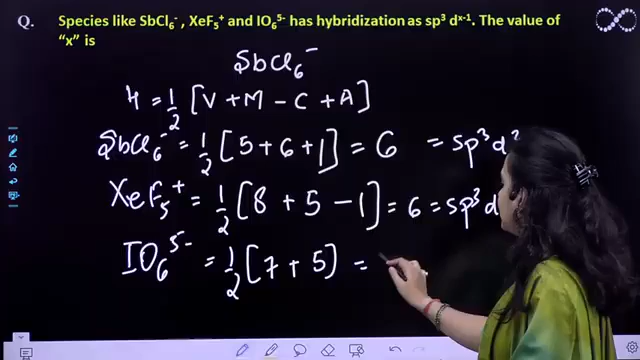 Q. Species like SbCl₆⁻ , XeF₅⁺ and IO₆⁵⁻ has hybridization as sp³ dˣ⁻¹. The value of
"x" is
SbCl₆⁻
H = 1/2 [V + M - C + A]
SbCl₆⁻ = 1/2 [5 + 6 + 1] = 6 = sp³d²
XeF₅⁺ = 1/2 [8 + 5 - 1] = 6 = sp³d
IO₆⁵⁻ = 1/2 [7 + 5] =